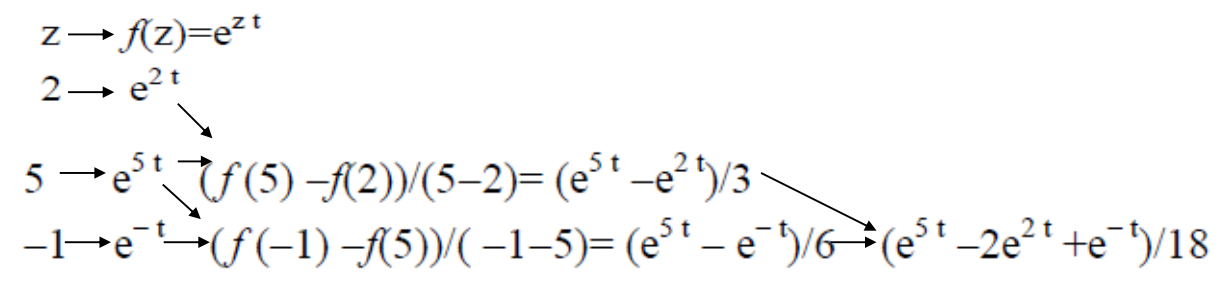 z → f(z)=e^{z t}
2 → e^{2 t}
5 → e^{5 t} → (f (5) –f(2))/(5–2)= (e^{5 t} –e^{2 t})/3
–1 → e^{– t} → (f (–1) –f(5))/( –1–5)= (e^{5 t} – e^{– t})/6 → (e^{5 t} –2e^{2 t} +e^{– t})/18